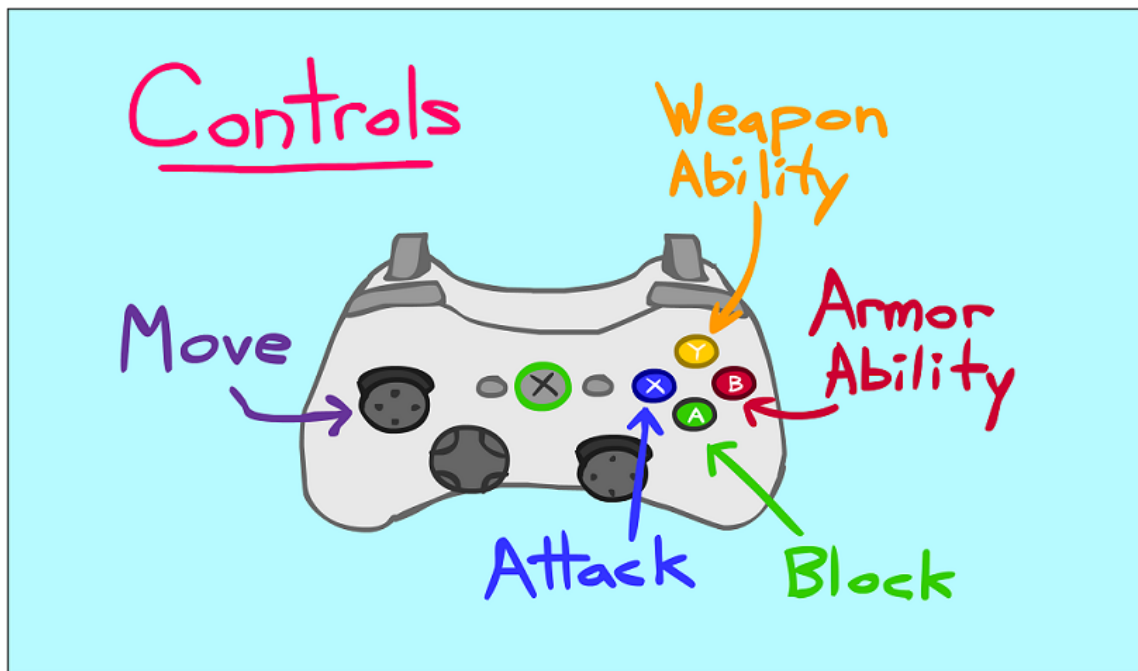 Controls
Weapon
Ability
Move
Armor
Ability
Y
X
B
A
Attack
Block